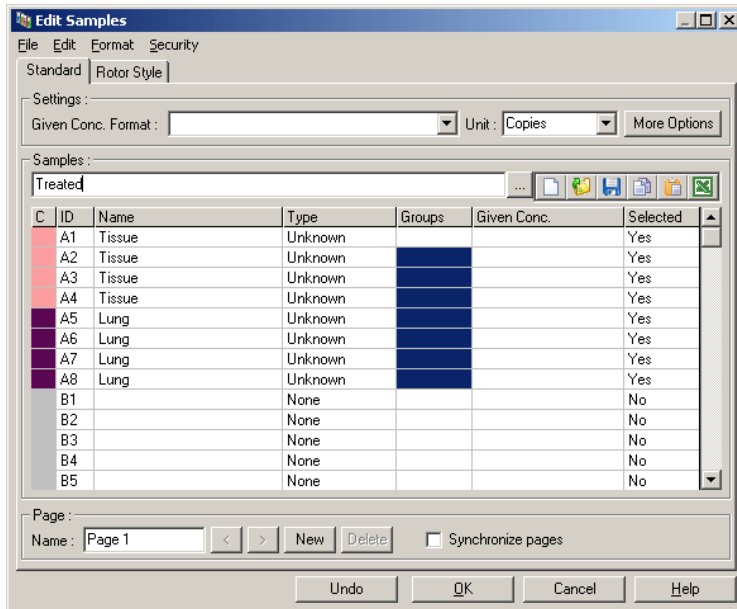 Edit Samples
File Edit Format Security
Standard Rotor Style
Settings :
Given Conc. Format : Unit : Copies More Options
Samples :
Treated ...
C ID Name Type Groups Given Conc. Selected
A1 Tissue Unknown Yes
A2 Tissue Unknown Yes
A3 Tissue Unknown Yes
A4 Tissue Unknown Yes
A5 Lung Unknown Yes
A6 Lung Unknown Yes
A7 Lung Unknown Yes
A8 Lung Unknown Yes
B1 None No
B2 None No
B3 None No
B4 None No
B5 None No
Page :
Name : Page 1 < > New Delete Synchronize pages
Undo OK Cancel Help